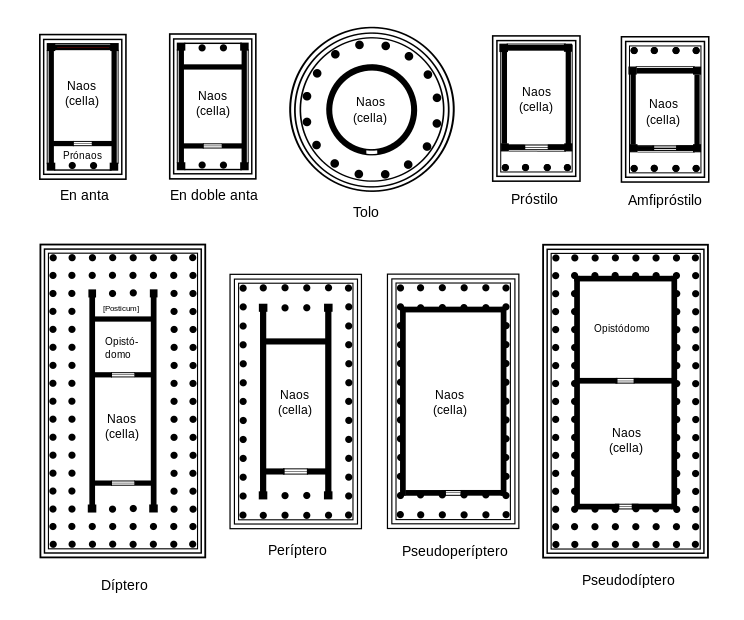 Naos
(cella)
Prónaos
En anta
Naos
(cella)
En doble anta
Naos
(cella)
Tolo
Naos
(cella)
Próstilo
Naos
(cella)
Amfipróstilo
[Posticum]
Opistó-
domo
Naos
(cella)
Díptero
Naos
(cella)
Períptero
Naos
(cella)
Pseudoperíptero
Opistódomo
Naos
(cella)
Pseudodíptero